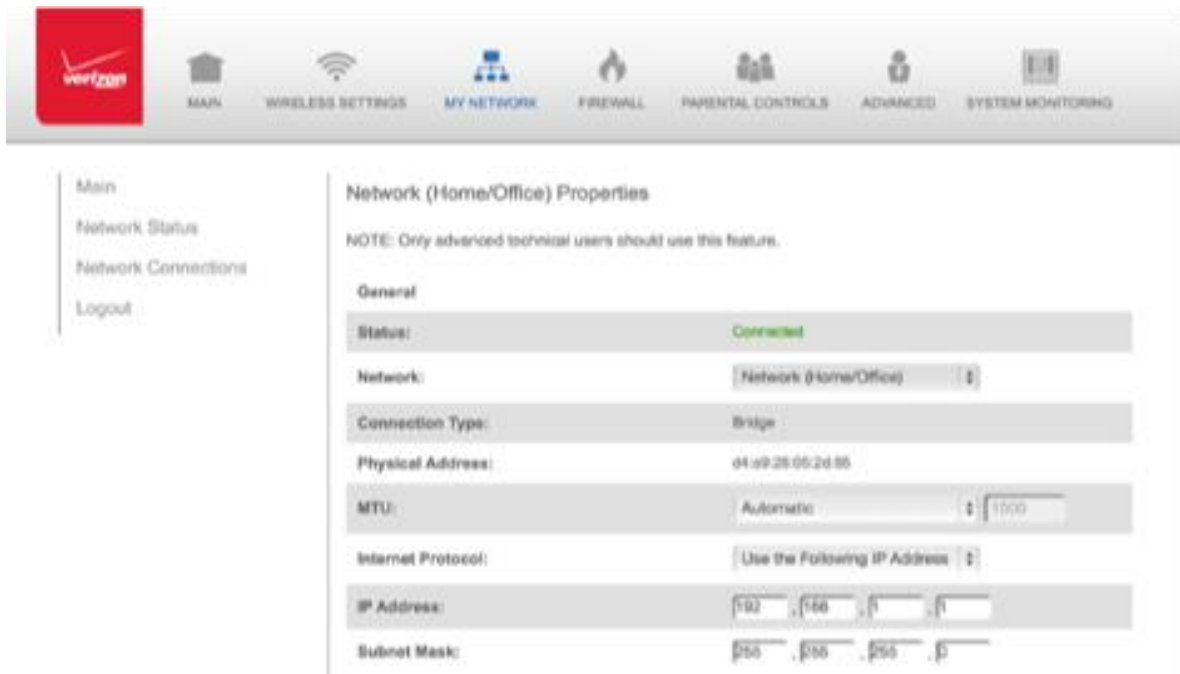 verizon
MAIN
WIRELESS SETTINGS
MY NETWORK
FIREWALL
PARENTAL CONTROLS
ADVANCED
SYSTEM MONITORING
Main
Network Status
Network Connections
Logout
Network (Home/Office) Properties
NOTE: Only advanced technical users should use this feature.
General
Status: Connected
Network: Network (Home/Office)
Connection Type: Bridge
Physical Address:
MTU: Automatic 1500
Internet Protocol: Use the Following IP Address
IP Address: 192 . 168 . 1 . 1
Subnet Mask: 255 . 255 . 255 . 0